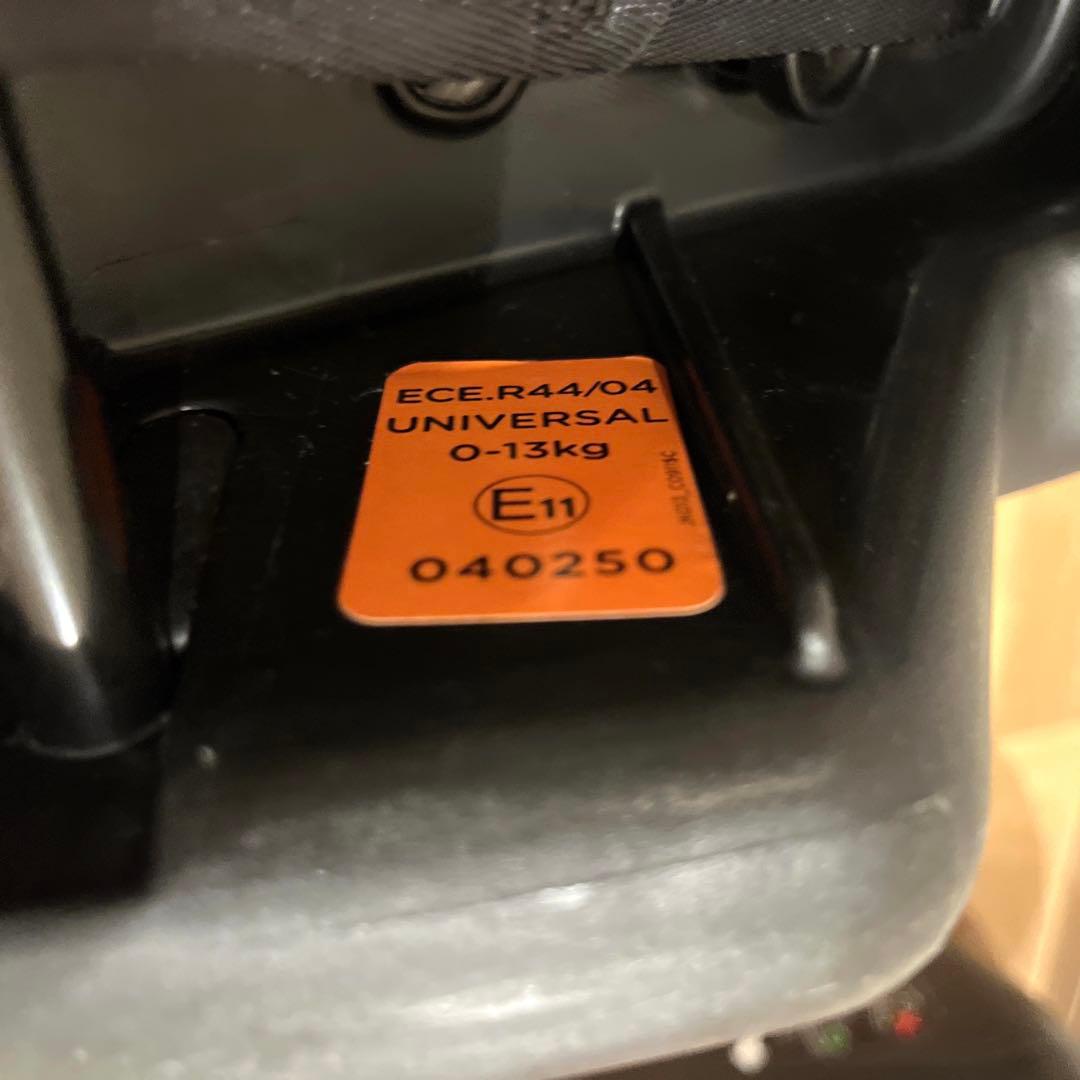 ECE.R44/04
UNIVERSAL
0-13kg
E11
040250